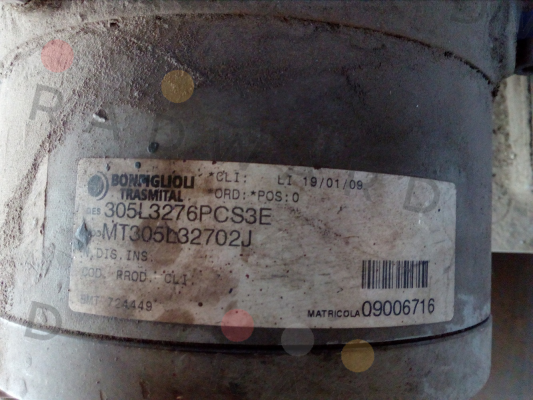 BONFIGLIOLI
TRASMITAL
*CLI: LI 19/01/09
ORD:*POS:0
DES 305L3276PCS3E
MT305L32702J
N.DIS.INS
COD. PROD. CLI.
724449
MATRICOLA 09006716